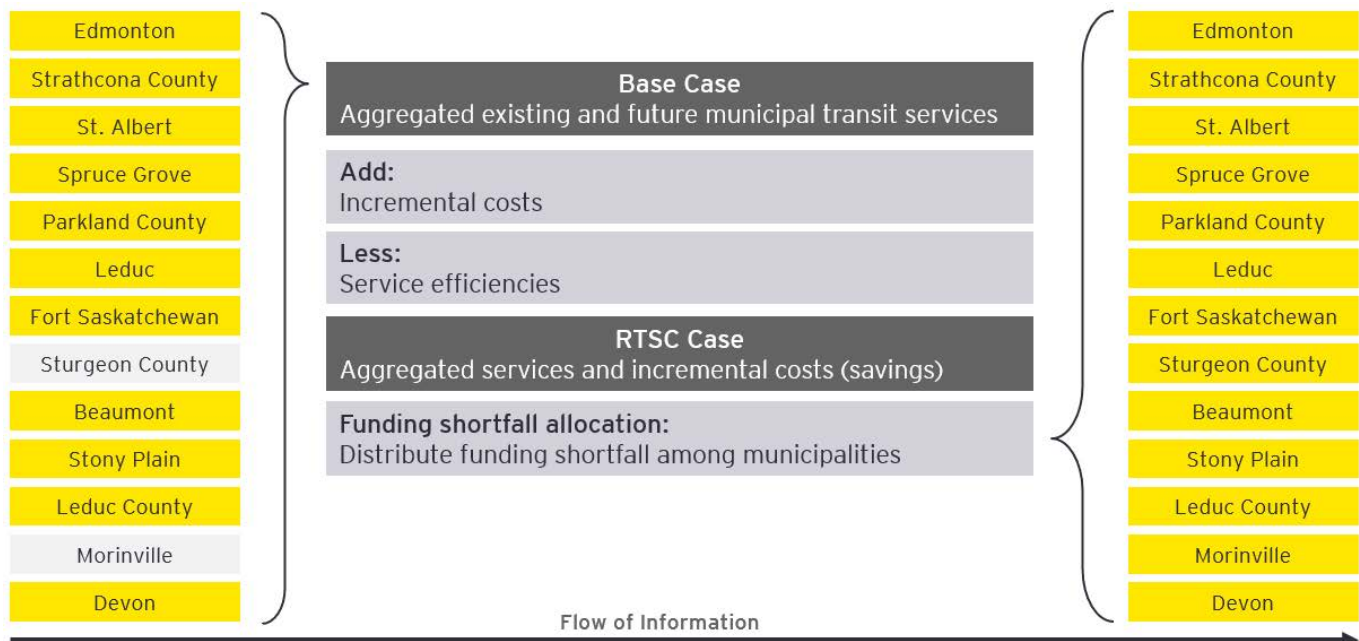 Edmonton
Strathcona County
St. Albert
Spruce Grove
Parkland County
Leduc
Fort Saskatchewan
Sturgeon County
Beaumont
Stony Plain
Leduc County
Morinville
Devon
Base Case
Aggregated existing and future municipal transit services
Add:
Incremental costs
Less:
Service efficiencies
RTSC Case
Aggregated services and incremental costs (savings)
Funding shortfall allocation:
Distribute funding shortfall among municipalities
Edmonton
Strathcona County
St. Albert
Spruce Grove
Parkland County
Leduc
Fort Saskatchewan
Sturgeon County
Beaumont
Stony Plain
Leduc County
Morinville
Devon
Flow of Information